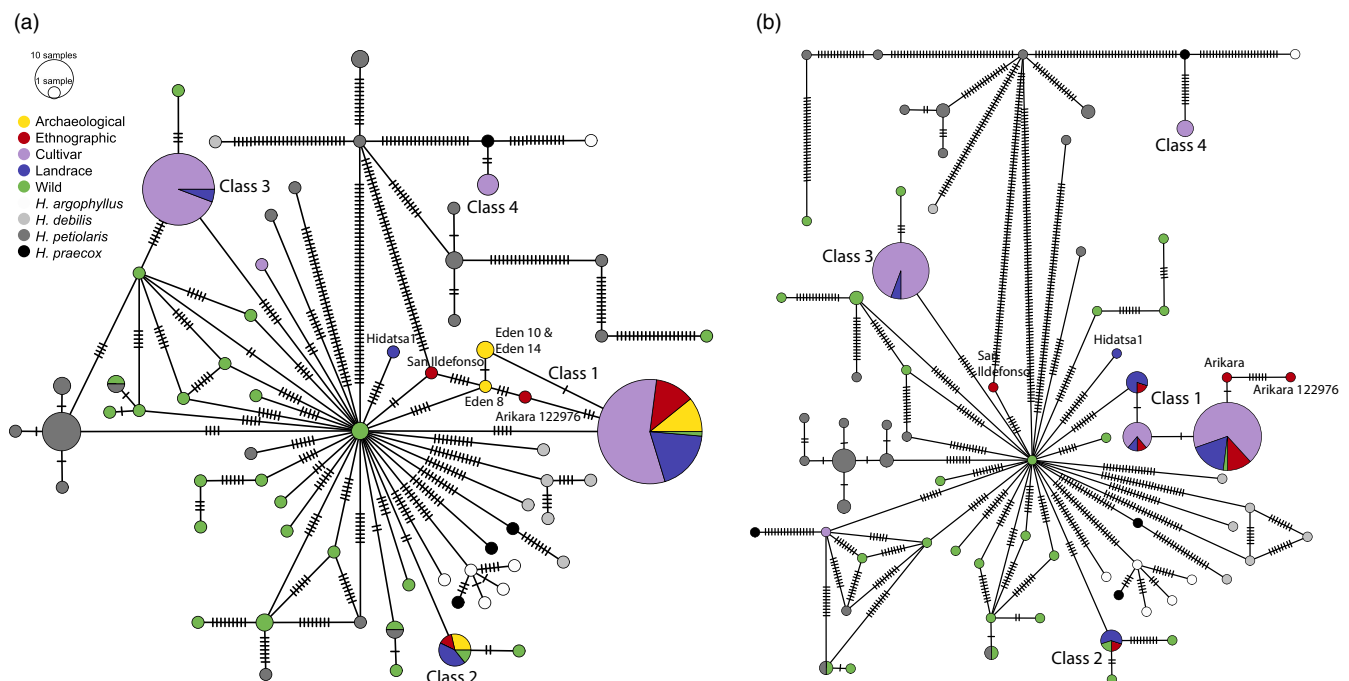 (a)
10 samples
1 sample
Archaeological
Ethnographic
Cultivar
Landrace
Wild
H. argophyllus
H. debilis
H. petiolaris
H. praecox
Class 3
Class 4
Hidatsa1
San Ildefonso
Eden 10 &
Eden 14
Eden 8
Arikara 122976
Class 1
Class 2
(b)
Class 4
Class 3
San
Ildefonso
Hidatsa1
Class 1
Arikara
Arikara 122976
Class 2